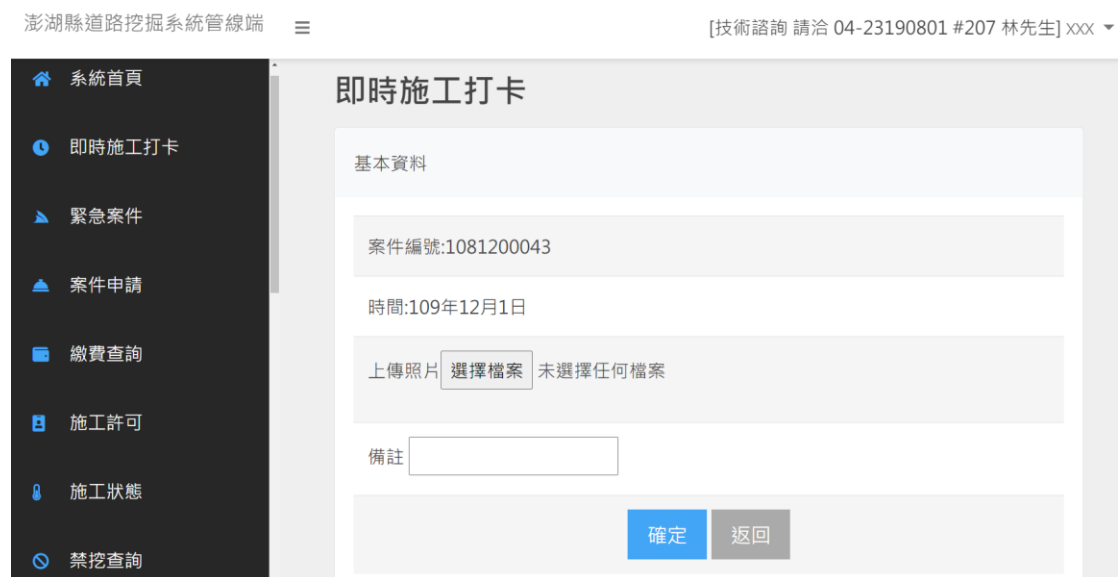 澎湖縣道路挖掘系統管線端
[技術諮詢 請洽 04-23190801 #207 林先生] xxx
系統首頁
即時施工打卡
緊急案件
案件申請
繳費查詢
施工許可
施工狀態
禁挖查詢
即時施工打卡
基本資料
案件編號:1081200043
時間:109年12月1日
上傳照片 選擇檔案 未選擇任何檔案
備註
確定 返回